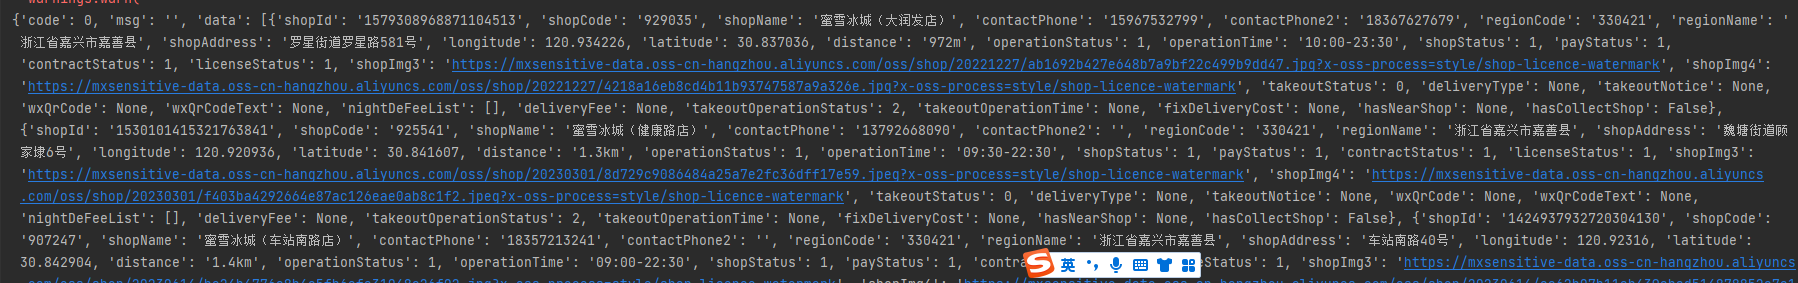 warnings.warn(
{'code': 0, 'msg': '', 'data': [{'shopId': '1579308968871104513', 'shopCode': '929035', 'shopName': '蜜雪冰城（大润发店）', 'contactPhone': '15967532799', 'contactPhone2': '18367627679', 'regionCode': '330421', 'regionName': '
浙江省嘉兴市嘉善县', 'shopAddress': '罗星街道罗星路581号', 'longitude': 120.934226, 'latitude': 30.837036, 'distance': '972m', 'operationStatus': 1, 'operationTime': '10:00-23:30', 'shopStatus': 1, 'payStatus': 1,
'contractStatus': 1, 'licenseStatus': 1, 'shopImg3': 'https://mxsensitive-data.oss-cn-hangzhou.aliyuncs.com/oss/shop/20221227/ab1692b427e648b7a9bf22c499b9dd47.jpg?x-oss-process=style/shop-licence-watermark', 'shopImg4':
'https://mxsensitive-data.oss-cn-hangzhou.aliyuncs.com/oss/shop/20221227/4218a16eb8cd4b11b93747587a9a326e.jpg?x-oss-process=style/shop-licence-watermark', 'takeoutStatus': 0, 'deliveryType': None, 'takeoutNotice': None,
'wxQrCode': None, 'wxQrCodeText': None, 'nightDeFeeList': [], 'deliveryFee': None, 'takeoutOperationStatus': 2, 'takeoutOperationTime': None, 'fixDeliveryCost': None, 'hasNearShop': None, 'hasCollectShop': False},
{'shopId': '1530101415321763841', 'shopCode': '925541', 'shopName': '蜜雪冰城（健康路店）', 'contactPhone': '13792668090', 'contactPhone2': '', 'regionCode': '330421', 'regionName': '浙江省嘉兴市嘉善县', 'shopAddress': '魏塘街道顾
家埭6号', 'longitude': 120.920936, 'latitude': 30.841607, 'distance': '1.3km', 'operationStatus': 1, 'operationTime': '09:30-22:30', 'shopStatus': 1, 'payStatus': 1, 'contractStatus': 1, 'licenseStatus': 1, 'shopImg3':
'https://mxsensitive-data.oss-cn-hangzhou.aliyuncs.com/oss/shop/20230301/8d729c9086484a25a7e2fc36dff17e59.jpeg?x-oss-process=style/shop-licence-watermark', 'shopImg4': 'https://mxsensitive-data.oss-cn-hangzhou.aliyuncs
.com/oss/shop/20230301/f403ba4292664e87ac126eae0ab8c1f2.jpeg?x-oss-process=style/shop-licence-watermark', 'takeoutStatus': 0, 'deliveryType': None, 'takeoutNotice': None, 'wxQrCode': None, 'wxQrCodeText': None,
'nightDeFeeList': [], 'deliveryFee': None, 'takeoutOperationStatus': 2, 'takeoutOperationTime': None, 'fixDeliveryCost': None, 'hasNearShop': None, 'hasCollectShop': False}, {'shopId': '1424937932720304130', 'shopCode':
'907247', 'shopName': '蜜雪冰城（车站南路店）', 'contactPhone': '18357213241', 'contactPhone2': '', 'regionCode': '330421', 'regionName': '浙江省嘉兴市嘉善县', 'shopAddress': '车站南路40号', 'longitude': 120.92316, 'latitude':
30.842904, 'distance': '1.4km', 'operationStatus': 1, 'operationTime': '09:00-22:30', 'shopStatus': 1, 'payStatus': 1, 'contra 英 Status': 1, 'shopImg3': 'https://mxsensitive-data.oss-cn-hangzhou.aliyuncs